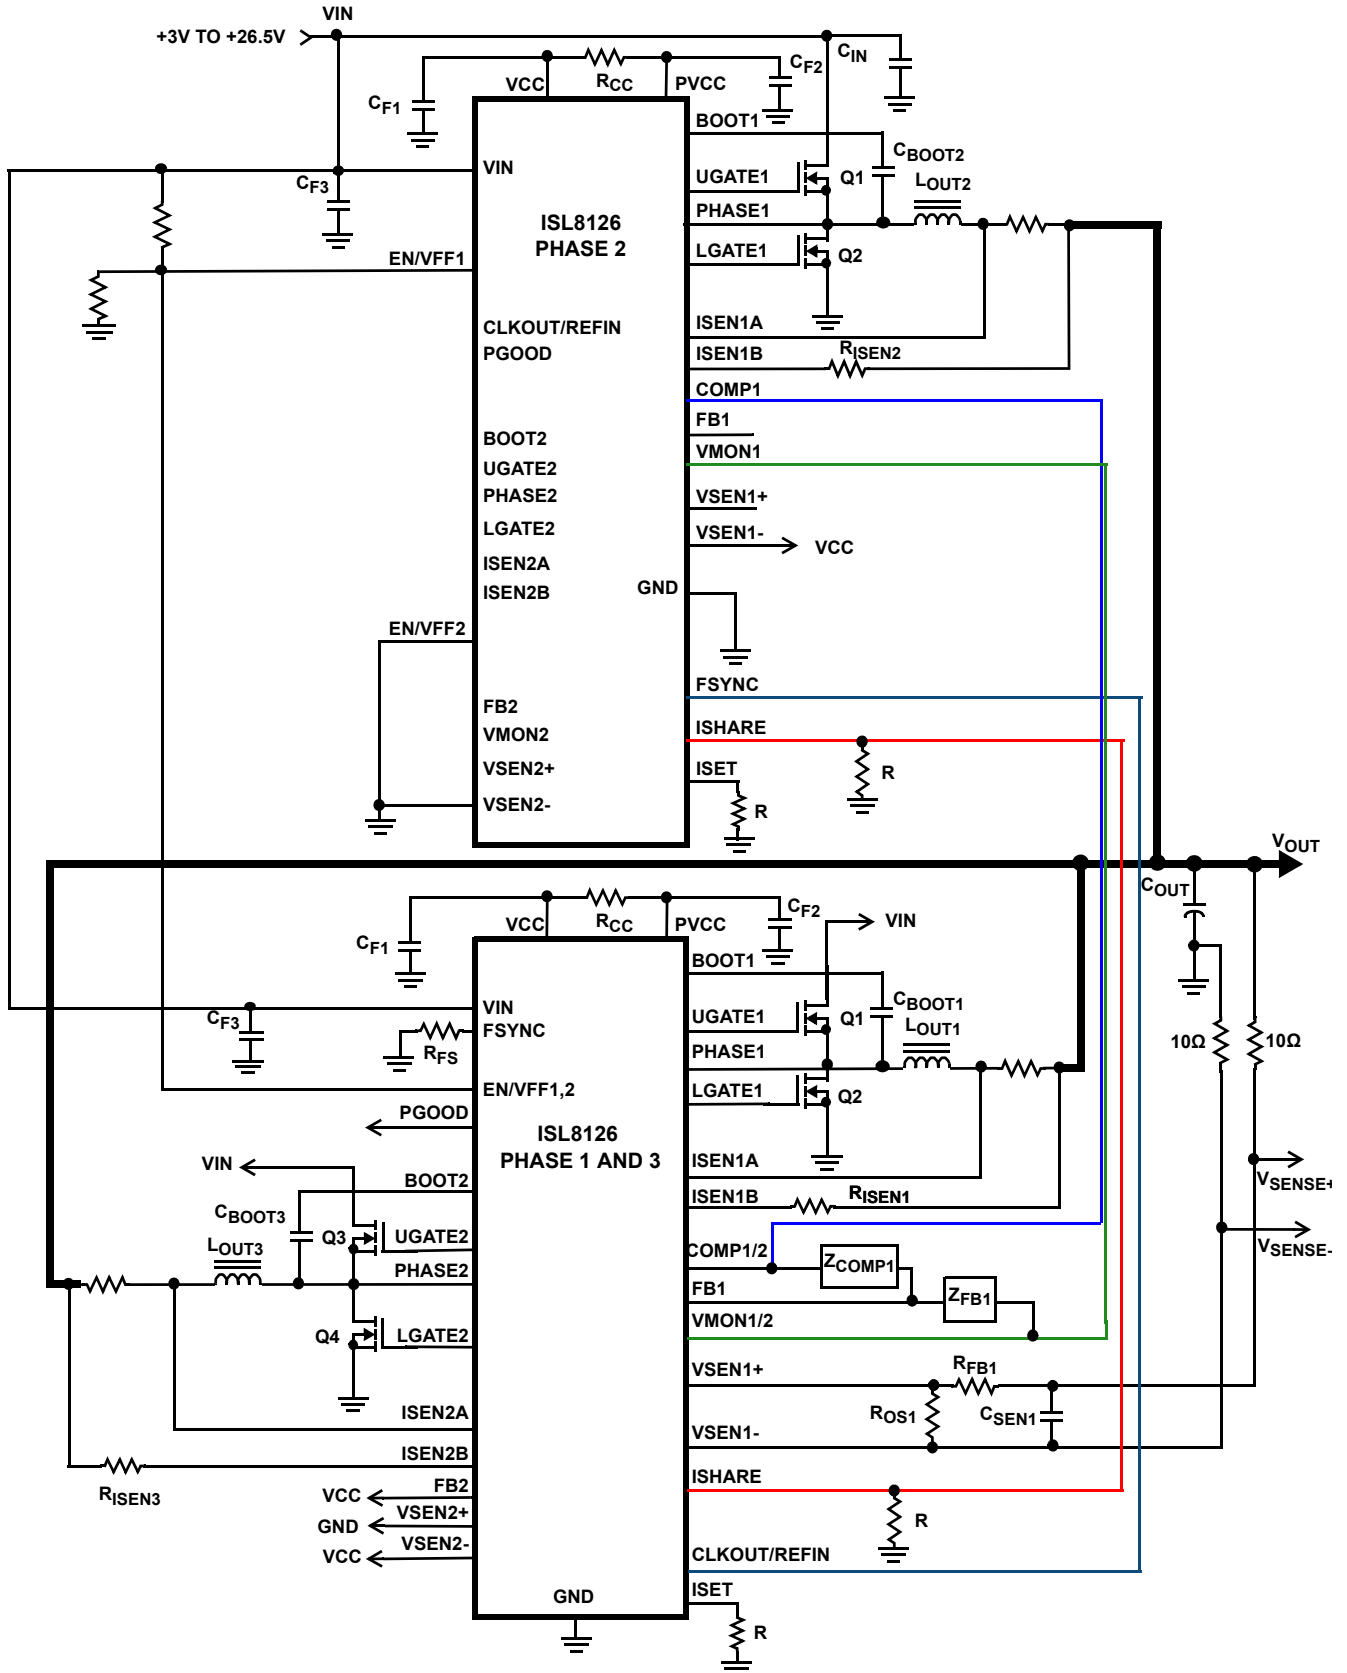 VIN
+3V TO +26.5V
CIN
CF2
VCC
RCC
PVCC
CF1
BOOT1
CBOOT2
VIN
CF3
UGATE1
Q1
LOUT2
PHASE1
ISL8126
PHASE 2
LGATE1
Q2
EN/VFF1
CLKOUT/REFIN
PGOOD
ISEN1A
ISEN1B
RISEN2
COMP1
FB1
BOOT2
VMON1
UGATE2
PHASE2
VSEN1+
LGATE2
VSEN1-
VCC
ISEN2A
ISEN2B
GND
EN/VFF2
FSYNC
FB2
VMON2
ISHARE
VSEN2+
ISET
R
VSEN2-
R
VOUT
COUT
CF2
VCC
RCC
PVCC
VIN
CF1
BOOT1
CBOOT1
VIN
CF3
FSYNC
RFS
UGATE1
Q1
LOUT1
10Ω
10Ω
PHASE1
EN/VFF1,2
LGATE1
Q2
PGOOD
ISL8126
PHASE 1 AND 3
VIN
ISEN1A
BOOT2
ISEN1B
RISEN1
VSENSE+
CBOOT3
Q3
UGATE2
LOUT3
VSENSE-
COMP1/2
ZCOMP1
PHASE2
FB1
ZFB1
VMON1/2
Q4
LGATE2
VSEN1+
RFB1
ISEN2A
ROS1
CSEN1
VSEN1-
ISEN2B
RISEN3
FB2
VCC
ISHARE
VSEN2+
GND
R
VSEN2-
VCC
CLKOUT/REFIN
GND
ISET
R